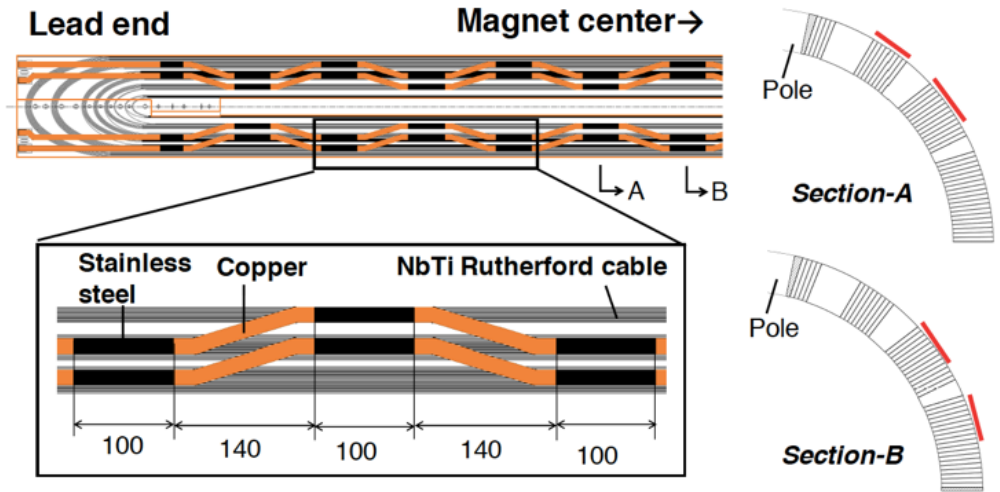 Lead end
Magnet center→
A
B
Pole
Section-A
Stainless
steel
Copper
NbTi Rutherford cable
100
140
100
140
100
Pole
Section-B